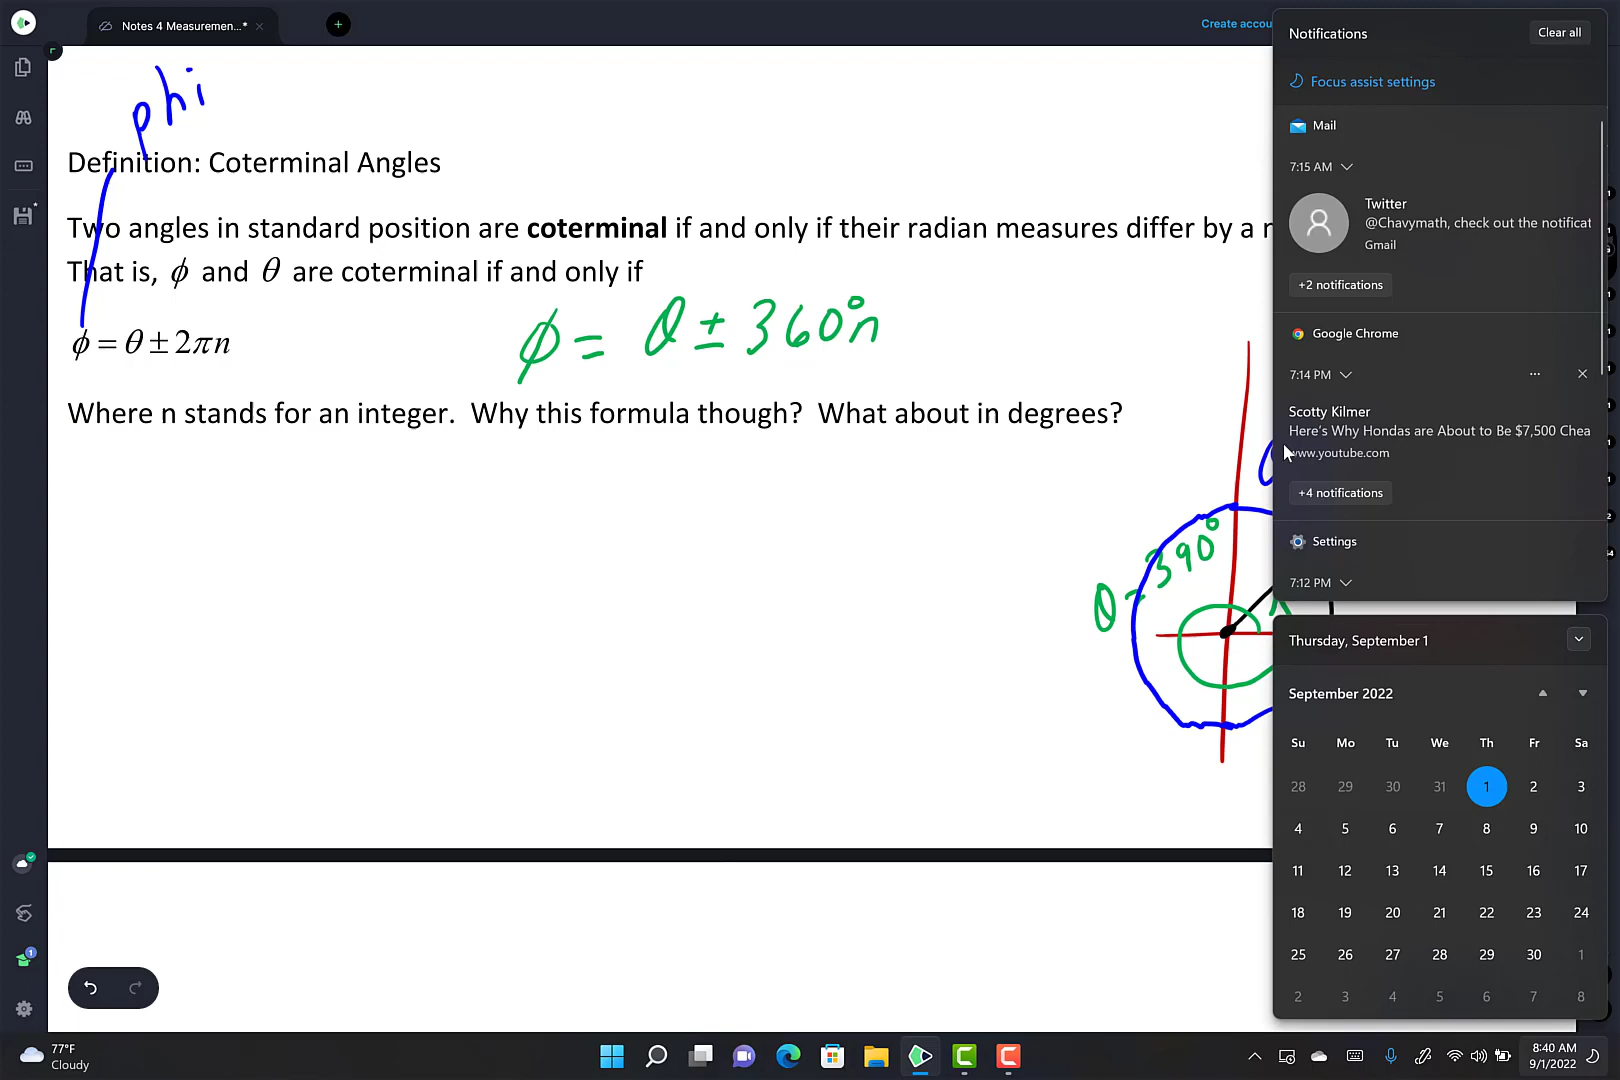 Notes 4 Measuremen...*
Create accou
phi
Definition: Coterminal Angles
Two angles in standard position are coterminal if and only if their radian measures differ by a
That is, ϕ and θ are coterminal if and only if
ϕ = θ ± 2πn
ϕ = θ ± 360°n
Where n stands for an integer. Why this formula though? What about in degrees?
θ = 390°
Notifications
Clear all
Focus assist settings
Mail
7:15 AM
Twitter
@Chavymath, check out the notificat
Gmail
+2 notifications
Google Chrome
7:14 PM
Scotty Kilmer
Here's Why Hondas are About to Be $7,500 Chea
www.youtube.com
+4 notifications
Settings
7:12 PM
Thursday, September 1
September 2022
Su Mo Tu We Th Fr Sa
28 29 30 31 1 2 3
4 5 6 7 8 9 10
11 12 13 14 15 16 17
18 19 20 21 22 23 24
25 26 27 28 29 30 1
2 3 4 5 6 7 8
1
77°F
Cloudy
8:40 AM
9/1/2022